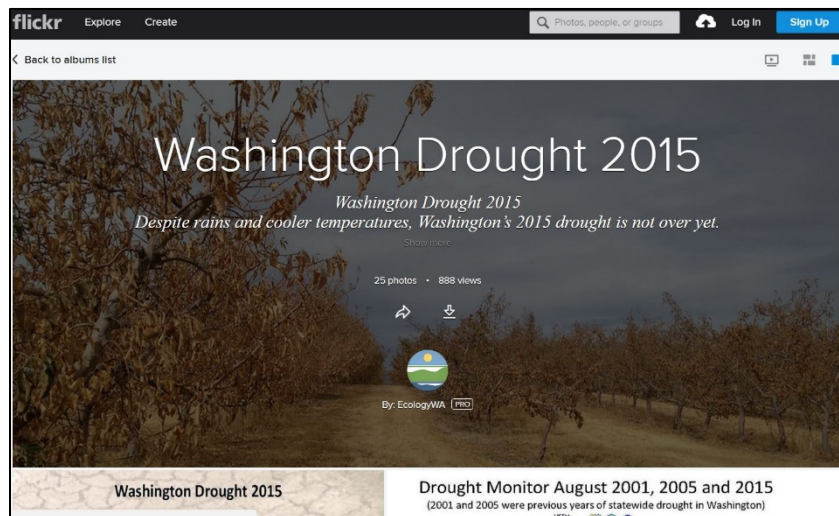 flickr Explore Create Photos, people, or groups Log In Sign Up
Back to albums list
Washington Drought 2015
Washington Drought 2015
Despite rains and cooler temperatures, Washington's 2015 drought is not over yet.
Show more
25 photos • 888 views
By: EcologyWA PRO
Washington Drought 2015
Drought Monitor August 2001, 2005 and 2015
(2001 and 2005 were previous years of statewide drought in Washington)